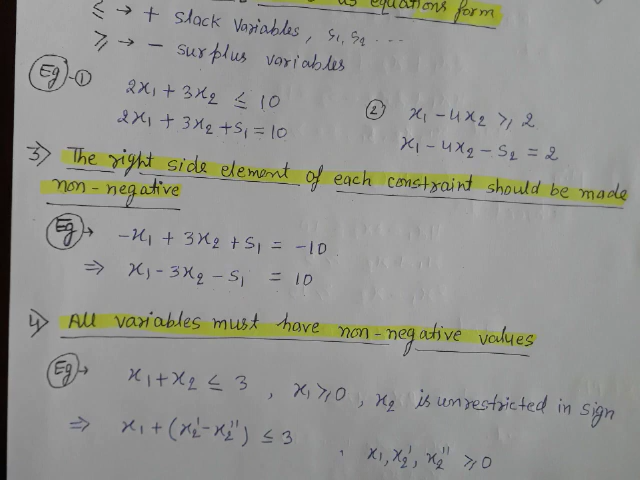 as equations form
≤ → + slack variables, s₁, s₂ ...
≥ → - surplus variables
Eg → ① 2x₁ + 3x₂ ≤ 10 ② x₁ - 4x₂ ≥ 2
2x₁ + 3x₂ + s₁ = 10 x₁ - 4x₂ - s₂ = 2
3) The right side element of each constraint should be made
non-negative
Eg → -x₁ + 3x₂ + s₁ = -10
⇒ x₁ - 3x₂ - s₁ = 10
4) All variables must have non-negative values
Eg → x₁ + x₂ ≤ 3, x₁ ≥ 0, x₂ is unrestricted in sign
⇒ x₁ + (x₂' - x₂'') ≤ 3 , x₁, x₂', x₂'' ≥ 0